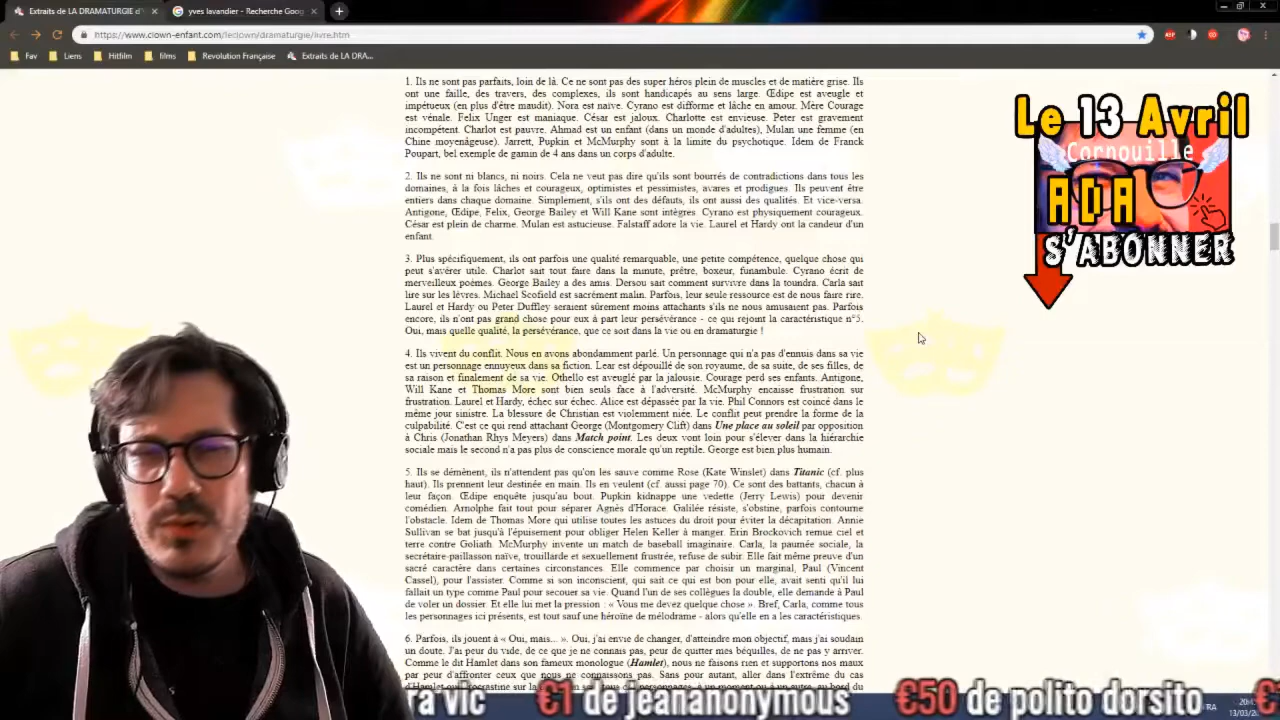 Extraits de LA DRAMATURGIE d'Y
yves lavandier - Recherche Goog
https://www.clown-enfant.com/leclown/dramaturgie/livre.htm
Fav
Liens
Hitfilm
films
Revolution Française
Extraits de LA DRA...
1. Ils ne sont pas parfaits, loin de là. Ce ne sont pas des super héros plein de muscles et de matière grise. Ils
ont une faille, des travers, des complexes, ils sont handicapés au sens large. Œdipe est aveugle et
impétueux (en plus d'être maudit). Nora est naïve. Cyrano est difforme et lâche en amour. Mère Courage
est vénale. Felix Unger est maniaque. César est jaloux. Charlotte est envieuse. Peter est gravement
incompétent. Charlot est pauvre. Ahmad est un enfant (dans un monde d'adultes), Mulan une femme (en
Chine moyenâgeuse). Jarrett, Pupkin et McMurphy sont à la limite du psychotique. Idem de Franck
Poupart, bel exemple de gamin de 4 ans dans un corps d'adulte.
2. Ils ne sont ni blancs, ni noirs. Cela ne veut pas dire qu'ils sont bourrés de contradictions dans tous les
domaines, à la fois lâches et courageux, optimistes et pessimistes, avares et prodigues. Ils peuvent être
entiers dans chaque domaine. Simplement, s'ils ont des défauts, ils ont aussi des qualités. Et vice-versa.
Antigone, Œdipe, Felix, George Bailey et Will Kane sont intègres. Cyrano est physiquement courageux.
César est plein de charme. Mulan est astucieuse. Falstaff adore la vie. Laurel et Hardy ont la candeur d'un
enfant.
3. Plus spécifiquement, ils ont parfois une qualité remarquable, une petite compétence, quelque chose qui
peut s'avérer utile. Charlot sait tout faire dans la minute, prêtre, boxeur, funambule. Cyrano écrit de
merveilleux poèmes. George Bailey a des amis. Dersou sait comment survivre dans la toundra. Carla sait
lire sur les lèvres. Michael Scofield est sacrément malin. Parfois, leur seule ressource est de nous faire rire.
Laurel et Hardy ou Peter Duffley seraient sûrement moins attachants s'ils ne nous amusaient pas. Parfois
encore, ils n'ont pas grand chose pour eux à part leur persévérance - ce qui rejoint la caractéristique n°5.
Oui, mais quelle qualité, la persévérance, que ce soit dans la vie ou en dramaturgie !
4. Ils vivent du conflit. Nous en avons abondamment parlé. Un personnage qui n'a pas d'ennuis dans sa vie
est un personnage ennuyeux dans sa fiction. Lear est dépouillé de son royaume, de sa suite, de ses filles, de
sa raison et finalement de sa vie. Othello est aveuglé par la jalousie. Courage perd ses enfants. Antigone,
Will Kane et Thomas More sont bien seuls face à l'adversité. McMurphy encaisse frustration sur
frustration. Laurel et Hardy, échec sur échec. Alice est dépassée par la vie. Phil Connors est coincé dans le
même jour sinistre. La blessure de Christian est violemment niée. Le conflit peut prendre la forme de la
culpabilité. C'est ce qui rend attachant George (Montgomery Clift) dans Une place au soleil par opposition
à Chris (Jonathan Rhys Meyers) dans Match point. Les deux vont loin pour s'élever dans la hiérarchie
sociale mais le second n'a pas plus de conscience morale qu'un reptile. George est bien plus humain.
5. Ils se démènent, ils n'attendent pas qu'on les sauve comme Rose (Kate Winslet) dans Titanic (cf. plus
haut). Ils prennent leur destinée en main. Ils en veulent (cf. aussi page 70). Ce sont des battants, chacun à
leur façon. Œdipe enquête jusqu'au bout. Pupkin kidnappe une vedette (Jerry Lewis) pour devenir
comédien. Arnolphe fait tout pour séparer Agnès d'Horace. Galilée résiste, s'obstine, parfois contourne
l'obstacle. Idem de Thomas More qui utilise toutes les astuces du droit pour éviter la décapitation. Annie
Sullivan se bat jusqu'à l'épuisement pour obliger Helen Keller à manger. Erin Brockovich remue ciel et
terre contre Goliath. McMurphy invente un match de baseball imaginaire. Carla, la paumée sociale, la
secrétaire-paillasson naïve, trouillarde et sexuellement frustrée, refuse de subir. Elle fait même preuve d'un
sacré caractère dans certaines circonstances. Elle commence par choisir un marginal, Paul (Vincent
Cassel), pour l'assister. Comme si son inconscient, qui sait ce qui est bon pour elle, avait senti qu'il lui
fallait un type comme Paul pour secouer sa vie. Quand l'un de ses collègues la double, elle demande à Paul
de voler un dossier. Et elle lui met la pression : « Vous me devez quelque chose ». Bref, Carla, comme tous
les personnages ici présents, est tout sauf une héroïne de mélodrame - alors qu'elle en a les caractéristiques.
6. Parfois, ils jouent à « Oui, mais... ». Oui, j'ai envie de changer, d'atteindre mon objectif, mais j'ai soudain
un doute. J'ai peur du vide, de ce que je ne connais pas, peur de quitter mes béquilles, de ne pas y arriver.
Comme le dit Hamlet dans son fameux monologue (Hamlet), nous ne faisons rien et supportons nos maux
par peur d'affronter ceux que nous ne connaissons pas. Sans pour autant, aller dans l'extrême du cas
Le 13 Avril
Cornouille
ADA
S'ABONNER
ra vic €1 de jeananonymous €50 de polito dorsito €
FRA